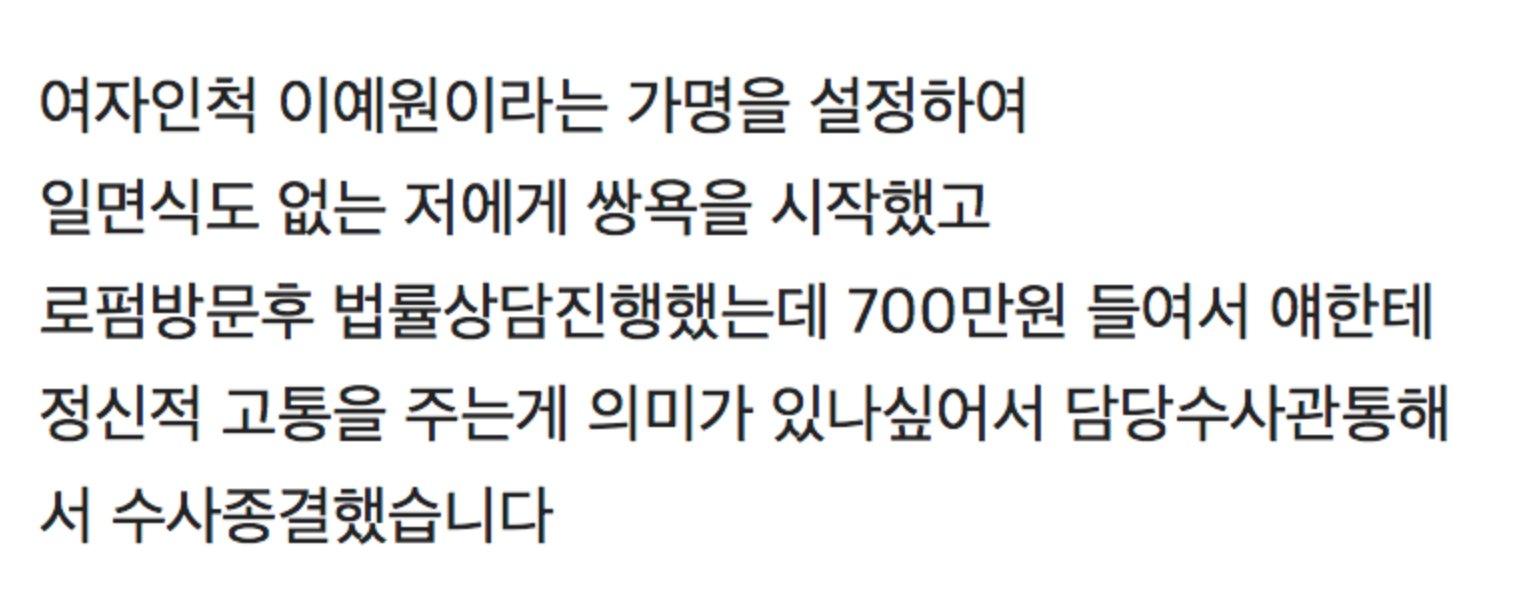 여자인척 이예원이라는 가명을 설정하여
일면식도 없는 저에게 쌍욕을 시작했고
로펌방문후 법률상담진행했는데 700만원 들여서 얘한테
정신적 고통을 주는게 의미가 있나싶어서 담당수사관통해
서 수사종결했습니다